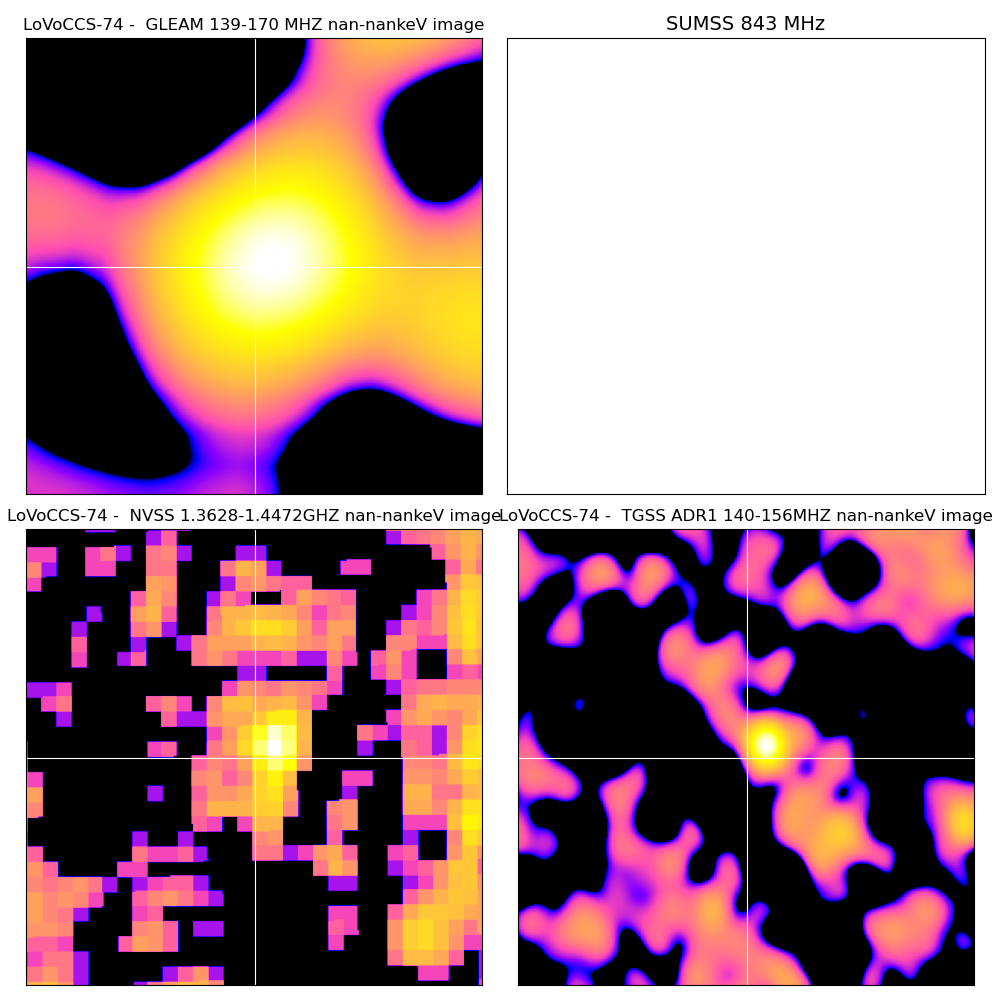 LoVoCCS-74 - GLEAM 139-170 MHZ nan-nankeV image
SUMSS 843 MHz
LoVoCCS-74 - NVSS 1.3628-1.4472GHZ nan-nankeV image
LoVoCCS-74 - TGSS ADR1 140-156MHZ nan-nankeV image